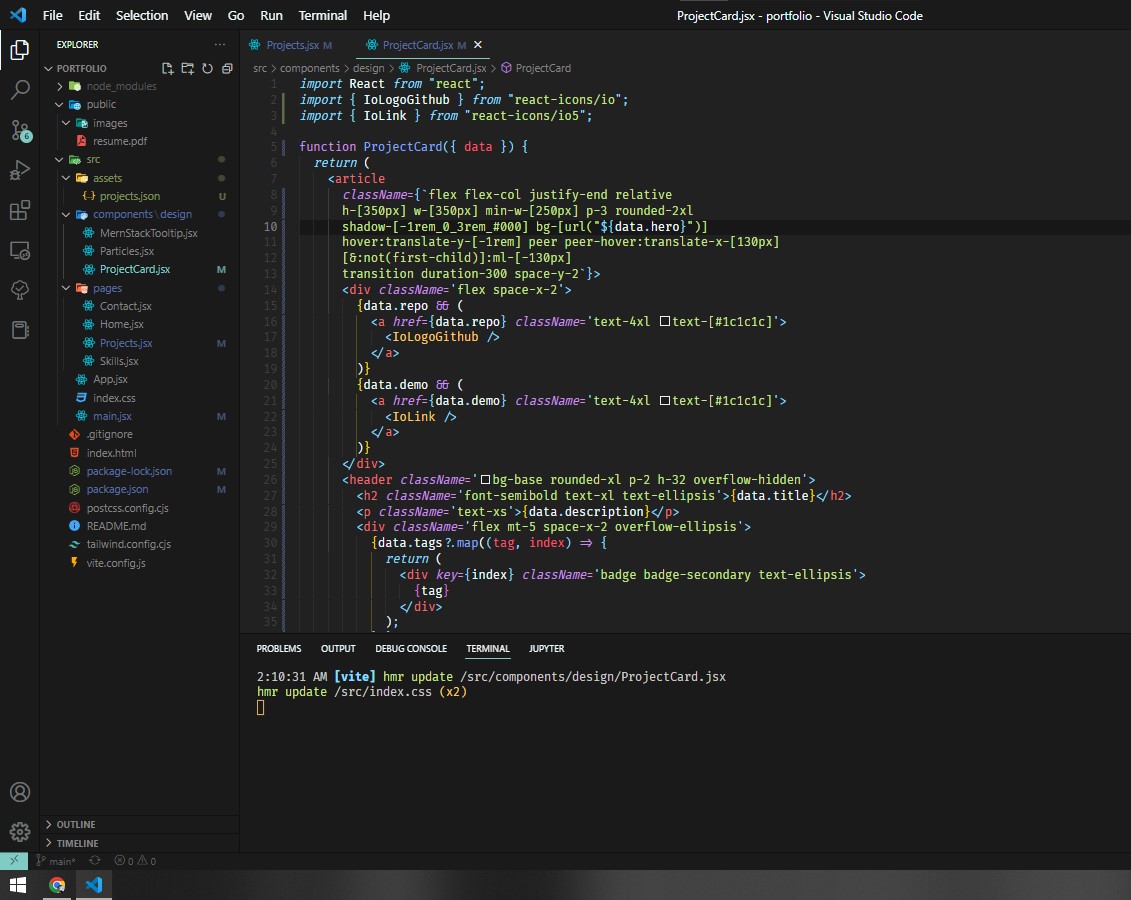 File Edit Selection View Go Run Terminal Help
ProjectCard.jsx - portfolio - Visual Studio Code
EXPLORER
PORTFOLIO
node_modules
public
images
resume.pdf
src
assets
projects.json U
components\design
MernStackTooltip.jsx
Particles.jsx
ProjectCard.jsx M
pages
Contact.jsx
Home.jsx
Projects.jsx M
Skills.jsx
App.jsx
index.css
main.jsx M
.gitignore
index.html
package-lock.json M
package.json M
postcss.config.cjs
README.md
tailwind.config.cjs
vite.config.js
OUTLINE
TIMELINE
6
Projects.jsx M ProjectCard.jsx M
src > components > design > ProjectCard.jsx > ProjectCard
1 import React from "react";
2 import { IoLogoGithub } from "react-icons/io";
3 import { IoLink } from "react-icons/io5";
4
5 function ProjectCard({ data }) {
6 return (
7 <article
8 className={`flex flex-col justify-end relative
9 h-[350px] w-[350px] min-w-[250px] p-3 rounded-2xl
10 shadow-[-1rem_0_3rem_#000] bg-[url("${data.hero}")]
11 hover:translate-y-[-1rem] peer peer-hover:translate-x-[130px]
12 [&:not(first-child)]:ml-[-130px]
13 transition duration-300 space-y-2`}>
14 <div className='flex space-x-2'>
15 {data.repo && (
16 <a href={data.repo} className='text-4xl text-[#1c1c1c]'>
17 <IoLogoGithub />
18 </a>
19 )}
20 {data.demo && (
21 <a href={data.demo} className='text-4xl text-[#1c1c1c]'>
22 <IoLink />
23 </a>
24 )}
25 </div>
26 <header className='bg-base rounded-xl p-2 h-32 overflow-hidden'>
27 <h2 className='font-semibold text-xl text-ellipsis'>{data.title}</h2>
28 <p className='text-xs'>{data.description}</p>
29 <div className='flex mt-5 space-x-2 overflow-ellipsis'>
30 {data.tags?.map((tag, index) => {
31 return (
32 <div key={index} className='badge badge-secondary text-ellipsis'>
33 {tag}
34 </div>
35 );
PROBLEMS OUTPUT DEBUG CONSOLE TERMINAL JUPYTER
2:10:31 AM [vite] hmr update /src/components/design/ProjectCard.jsx
hmr update /src/index.css (x2)
main* 0 0